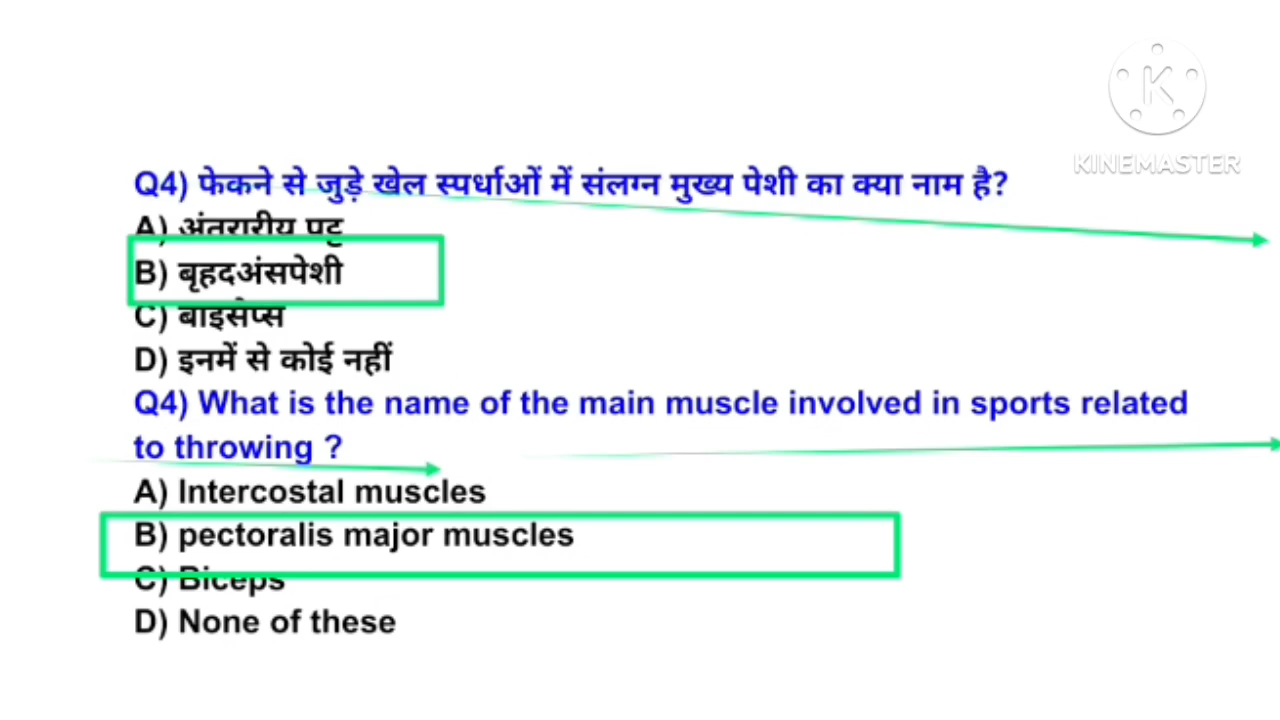 KINEMASTER
Q4) फेकने से जुड़े खेल स्पर्धाओं में संलग्न मुख्य पेशी का क्या नाम है?
A) अंतरारीय पट्ट
B) बृहदअंसपेशी
C) बाइसेप्स
D) इनमें से कोई नहीं
Q4) What is the name of the main muscle involved in sports related
to throwing ?
A) Intercostal muscles
B) pectoralis major muscles
C) Biceps
D) None of these